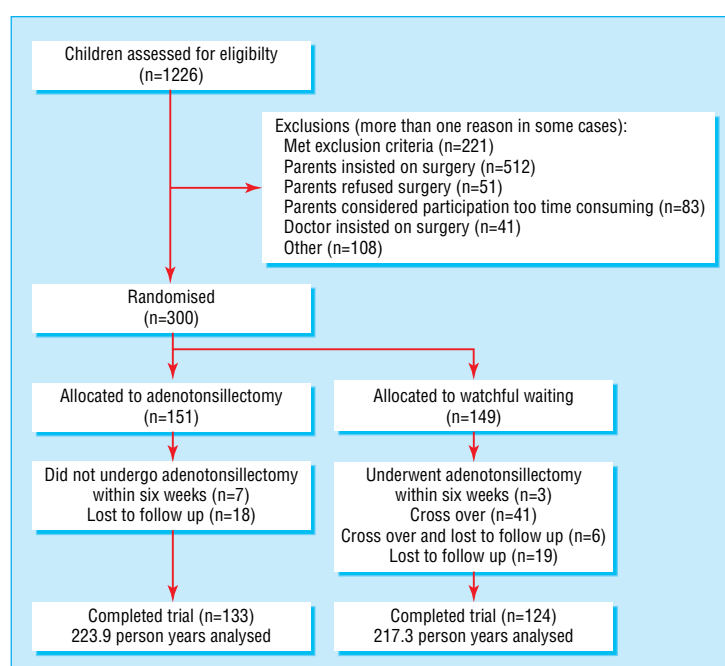 Children assessed for eligibilty
(n=1226)
Exclusions (more than one reason in some cases):
Met exclusion criteria (n=221)
Parents insisted on surgery (n=512)
Parents refused surgery (n=51)
Parents considered participation too time consuming (n=83)
Doctor insisted on surgery (n=41)
Other (n=108)
Randomised
(n=300)
Allocated to adenotonsillectomy
(n=151)
Allocated to watchful waiting
(n=149)
Did not undergo adenotonsillectomy
within six weeks (n=7)
Lost to follow up (n=18)
Underwent adenotonsillectomy
within six weeks (n=3)
Cross over (n=41)
Cross over and lost to follow up (n=6)
Lost to follow up (n=19)
Completed trial (n=133)
223.9 person years analysed
Completed trial (n=124)
217.3 person years analysed